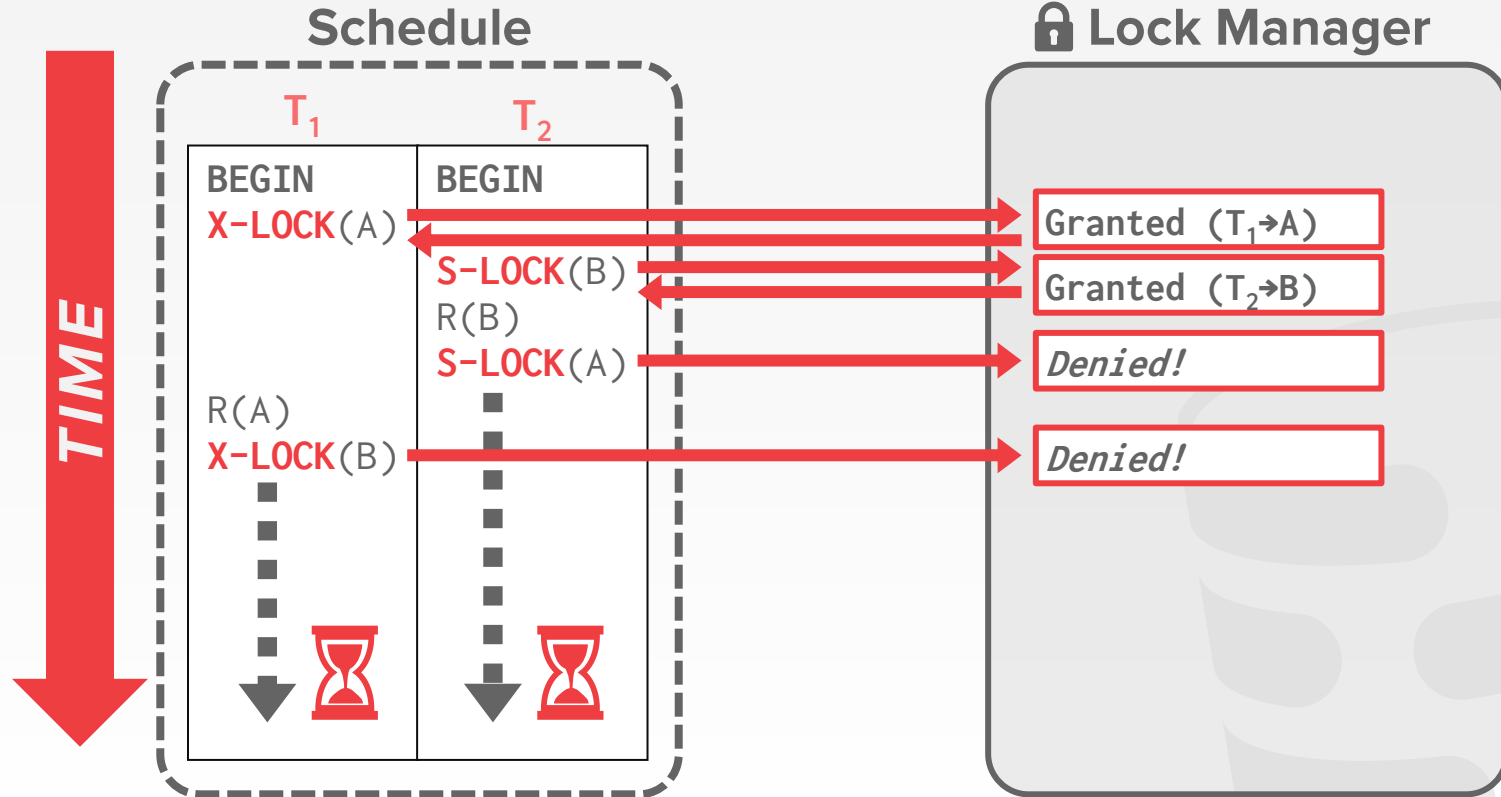 Schedule
Lock Manager
TIME
T₁
T₂
BEGIN
BEGIN
X-LOCK(A)
Granted (T₁→A)
S-LOCK(B)
Granted (T₂→B)
R(B)
S-LOCK(A)
Denied!
R(A)
X-LOCK(B)
Denied!